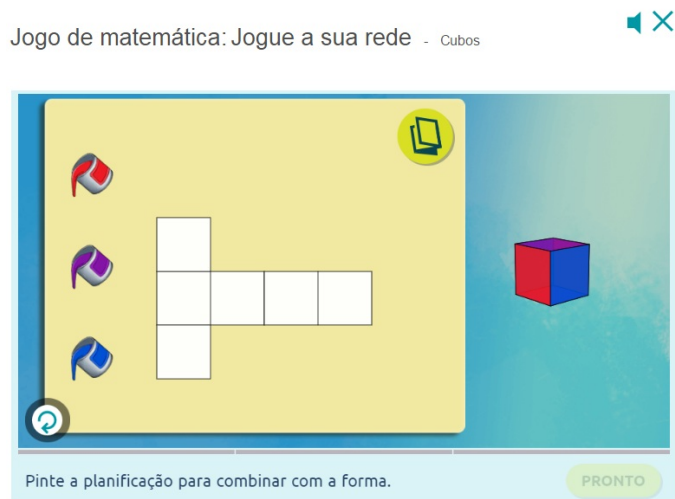 Jogo de matemática: Jogue a sua rede - Cubos
Pinte a planificação para combinar com a forma.
PRONTO